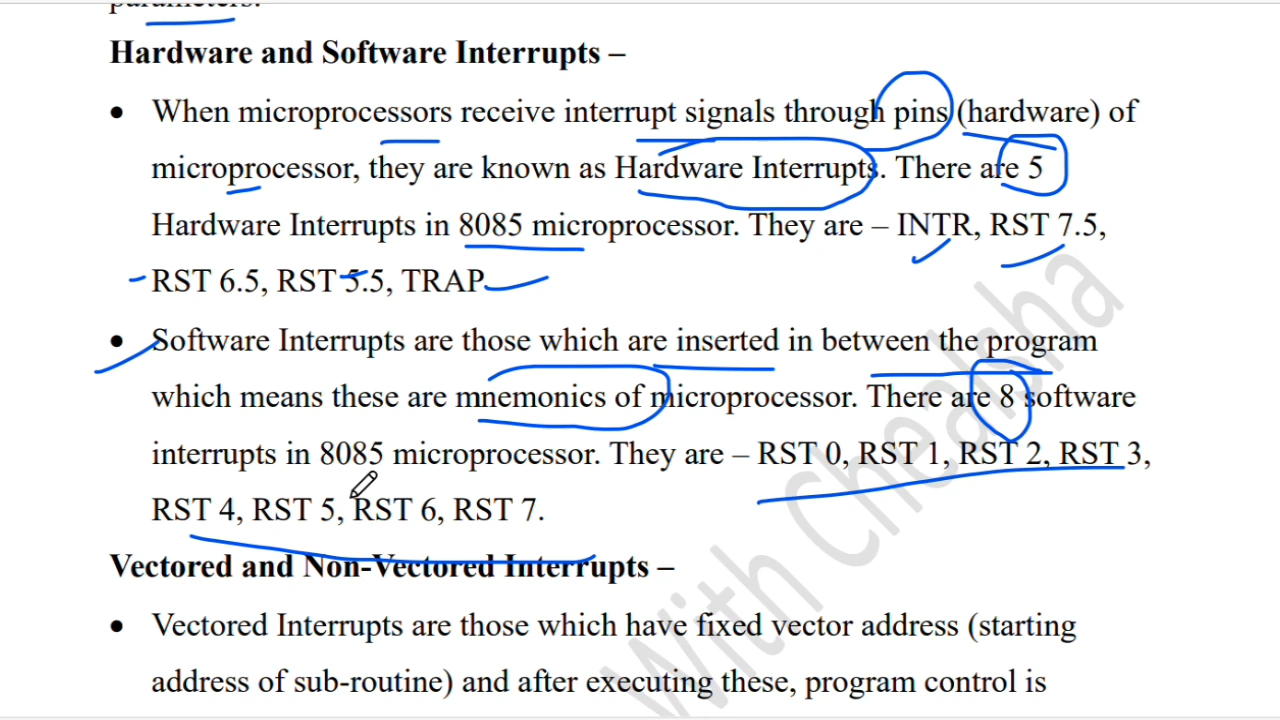 parameters.
Hardware and Software Interrupts –
• When microprocessors receive interrupt signals through pins (hardware) of
microprocessor, they are known as Hardware Interrupts. There are 5
Hardware Interrupts in 8085 microprocessor. They are – INTR, RST 7.5,
RST 6.5, RST 5.5, TRAP
• Software Interrupts are those which are inserted in between the program
which means these are mnemonics of microprocessor. There are 8 software
interrupts in 8085 microprocessor. They are – RST 0, RST 1, RST 2, RST 3,
RST 4, RST 5, RST 6, RST 7.
Vectored and Non-Vectored Interrupts –
• Vectored Interrupts are those which have fixed vector address (starting
address of sub-routine) and after executing these, program control is
With Chealsha